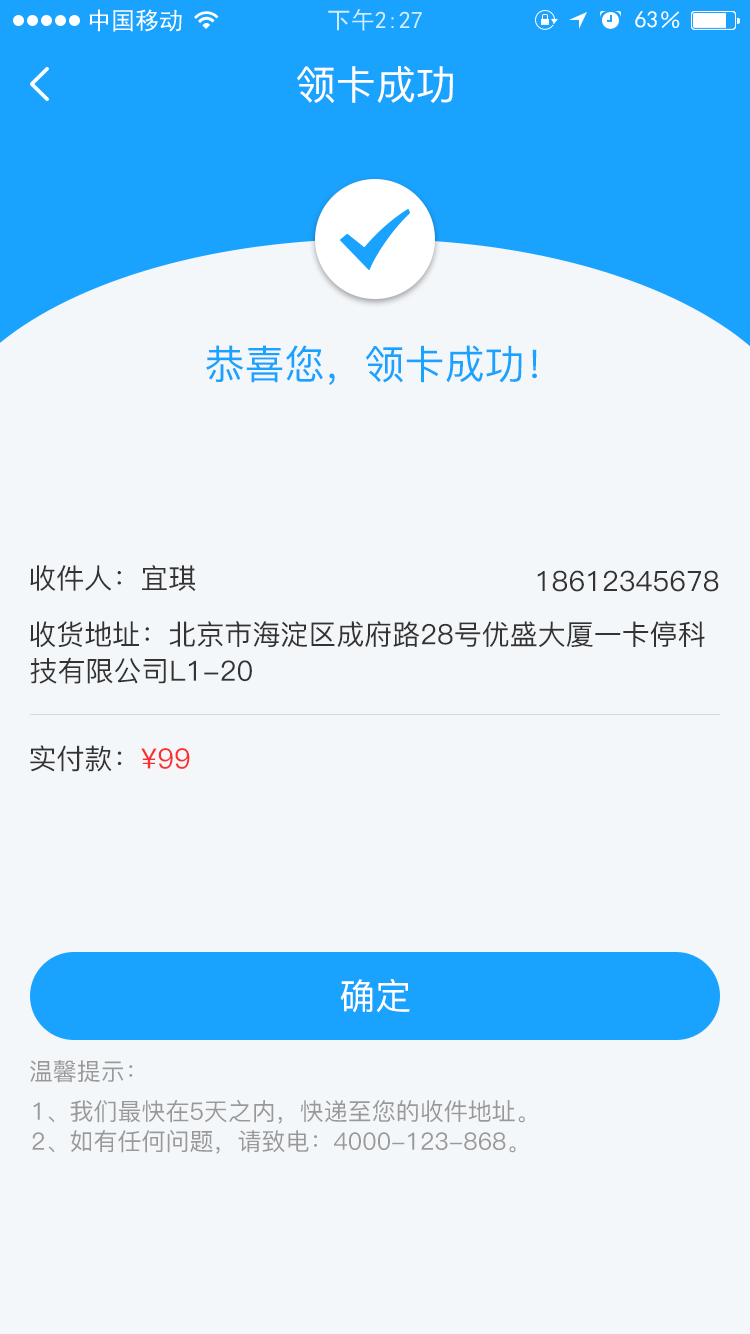 中国移动 下午2:27 63%
领卡成功
恭喜您，领卡成功！
收件人：宜琪 18612345678
收货地址：北京市海淀区成府路28号优盛大厦一卡停科
技有限公司L1-20
实付款：¥99
确定
温馨提示：
1、我们最快在5天之内，快递至您的收件地址。
2、如有任何问题，请致电：4000-123-868。